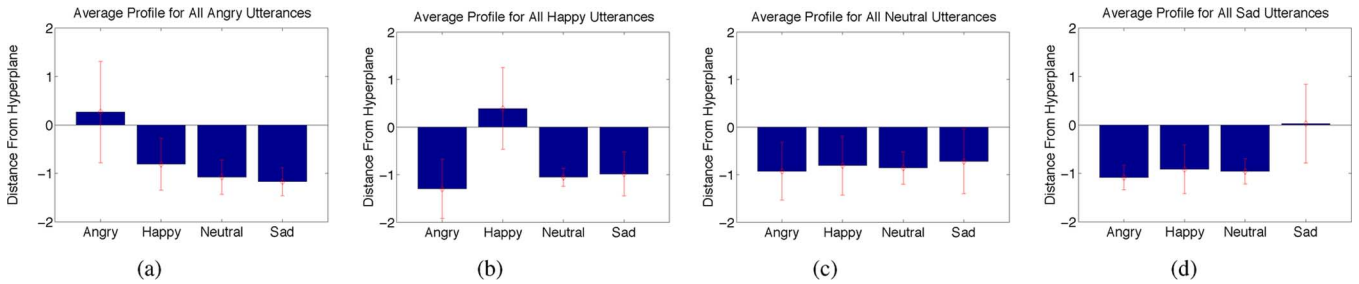 Average Profile for All Angry Utterances
Distance From Hyperplane
2
1
0
−1
−2
Angry Happy Neutral Sad
(a)
Average Profile for All Happy Utterances
Distance From Hyperplane
2
1
0
−1
−2
Angry Happy Neutral Sad
(b)
Average Profile for All Neutral Utterances
Distance From Hyperplane
2
1
0
−1
−2
Angry Happy Neutral Sad
(c)
Average Profile for All Sad Utterances
Distance From Hyperplane
2
1
0
−1
−2
Angry Happy Neutral Sad
(d)